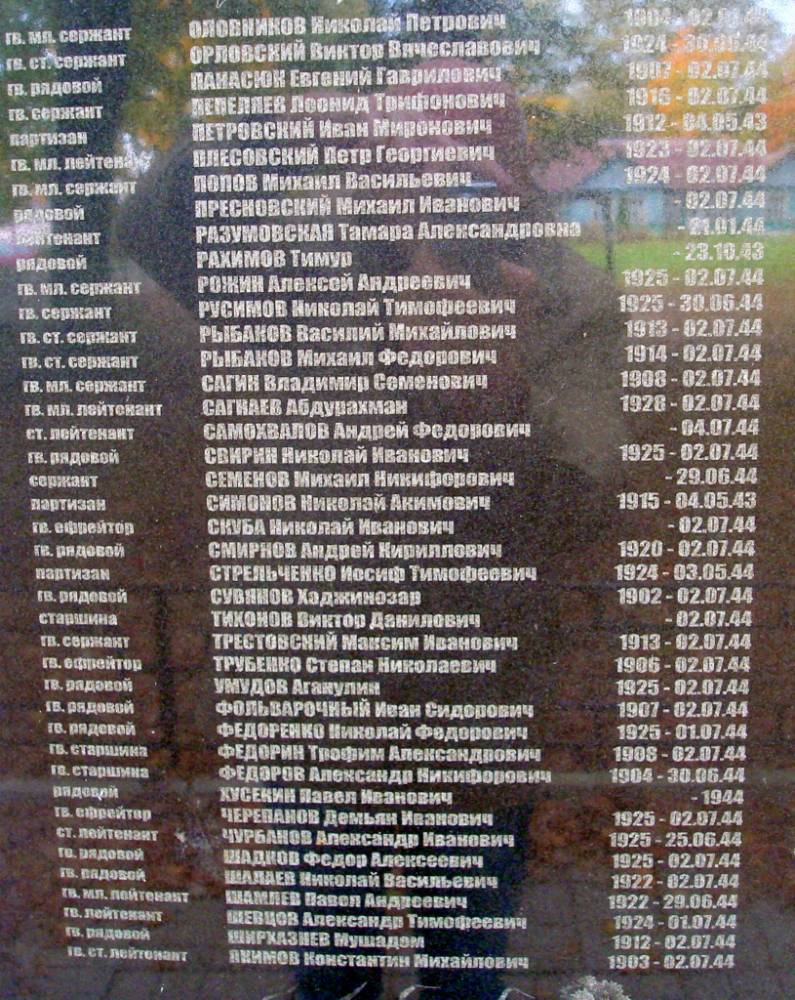 гв. мл. сержант ОЛОВНИКОВ Николай Петрович 1904 - 02.07.44
гв. ст. сержант ОРЛОВСКИЙ Виктор Вячеславович 1924 - 30.06.44
гв. рядовой ПАНАСЮК Евгений Гаврилович 1907 - 02.07.44
гв. сержант ПЕПЕЛЯЕВ Леонид Трифонович 1916 - 02.07.44
партизан ПЕТРОВСКИЙ Иван Миронович 1912 - 04.05.43
гв. мл. лейтенант ПЛЕСОВСКИЙ Петр Георгиевич 1923 - 02.07.44
гв. мл. сержант ПОПОВ Михаил Васильевич 1924 - 02.07.44
рядовой ПРЕСНОВСКИЙ Михаил Иванович - 02.07.44
лейтенант РАЗУМОВСКАЯ Тамара Александровна - 21.01.44
рядовой РАХИМОВ Тимур - 23.10.43
гв. мл. сержант РОЖИН Алексей Андреевич 1925 - 02.07.44
гв. сержант РУСИМОВ Николай Тимофеевич 1925 - 30.06.44
гв. ст. сержант РЫБАКОВ Василий Михайлович 1913 - 02.07.44
гв. ст. сержант РЫБАКОВ Михаил Федорович 1914 - 02.07.44
гв. мл. сержант САГИН Владимир Семенович 1908 - 02.07.44
гв. мл. лейтенант САГНАЕВ Абдурахман 1928 - 02.07.44
ст. лейтенант САМОХВАЛОВ Андрей Федорович - 04.07.44
гв. рядовой СВИРИН Николай Иванович 1925 - 02.07.44
сержант СЕМЕНОВ Михаил Никифорович - 29.06.44
партизан СИМОНОВ Николай Акимович 1915 - 04.05.43
гв. ефрейтор СКУБА Николай Иванович - 02.07.44
гв. рядовой СМИРНОВ Андрей Кириллович 1920 - 02.07.44
партизан СТРЕЛЬЧЕНКО Иосиф Тимофеевич 1924 - 03.05.44
гв. рядовой СУВЯНОВ Хаджинозар 1902 - 02.07.44
старшина ТИХОНОВ Виктор Данилович - 02.07.44
гв. сержант ТРЕСТОВСКИЙ Максим Иванович 1913 - 02.07.44
гв. ефрейтор ТРУБЕНКО Степан Николаевич 1906 - 02.07.44
гв. рядовой УМУДОВ Агакулин 1925 - 02.07.44
гв. рядовой ФОЛЬВАРОЧНЫЙ Иван Сидорович 1907 - 02.07.44
гв. рядовой ФЕДОРЕНКО Николай Федорович 1925 - 01.07.44
гв. старшина ФЕДОРИН Трофим Александрович 1908 - 02.07.44
гв. старшина ФЕДОРОВ Александр Никифорович 1904 - 30.06.44
рядовой ХУСЕКИН Павел Иванович - 1944
гв. ефрейтор ЧЕРЕПАНОВ Демьян Иванович 1925 - 02.07.44
ст. лейтенант ЧУРБАНОВ Александр Иванович 1925 - 25.06.44
гв. рядовой ШАДКОВ Федор Алексеевич 1925 - 02.07.44
гв. рядовой ШАЛАЕВ Николай Васильевич 1922 - 02.07.44
гв. мл. лейтенант ШАМЛЕВ Павел Андреевич 1922 - 29.06.44
гв. лейтенант ШЕВЦОВ Александр Тимофеевич 1924 - 01.07.44
гв. рядовой ШИРХАЗИЕВ Мушадом 1912 - 02.07.44
гв. ст. лейтенант ЯКИМОВ Константин Михайлович 1903 - 02.07.44